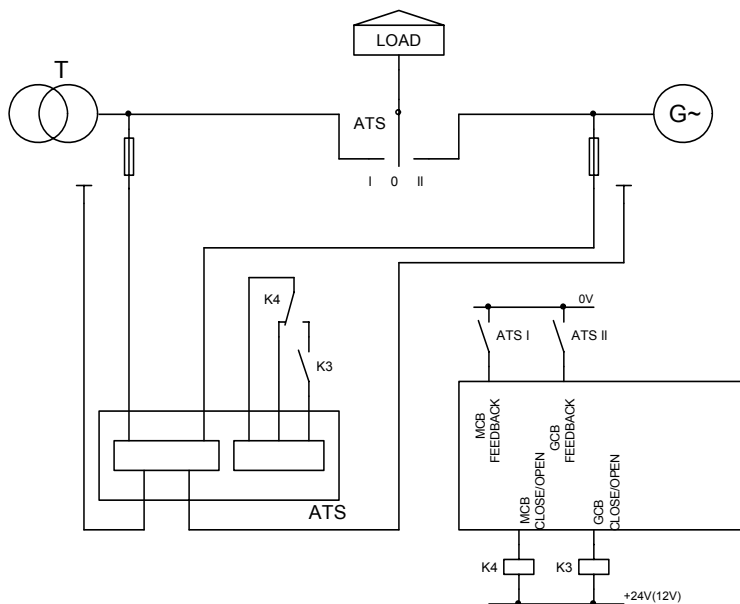 LOAD
T
G~
ATS
I 0 II
K4
K3
0V
ATS I
ATS II
MCB
FEEDBACK
GCB
FEEDBACK
MCB
CLOSE/OPEN
GCB
CLOSE/OPEN
ATS
K4
K3
+24V(12V)